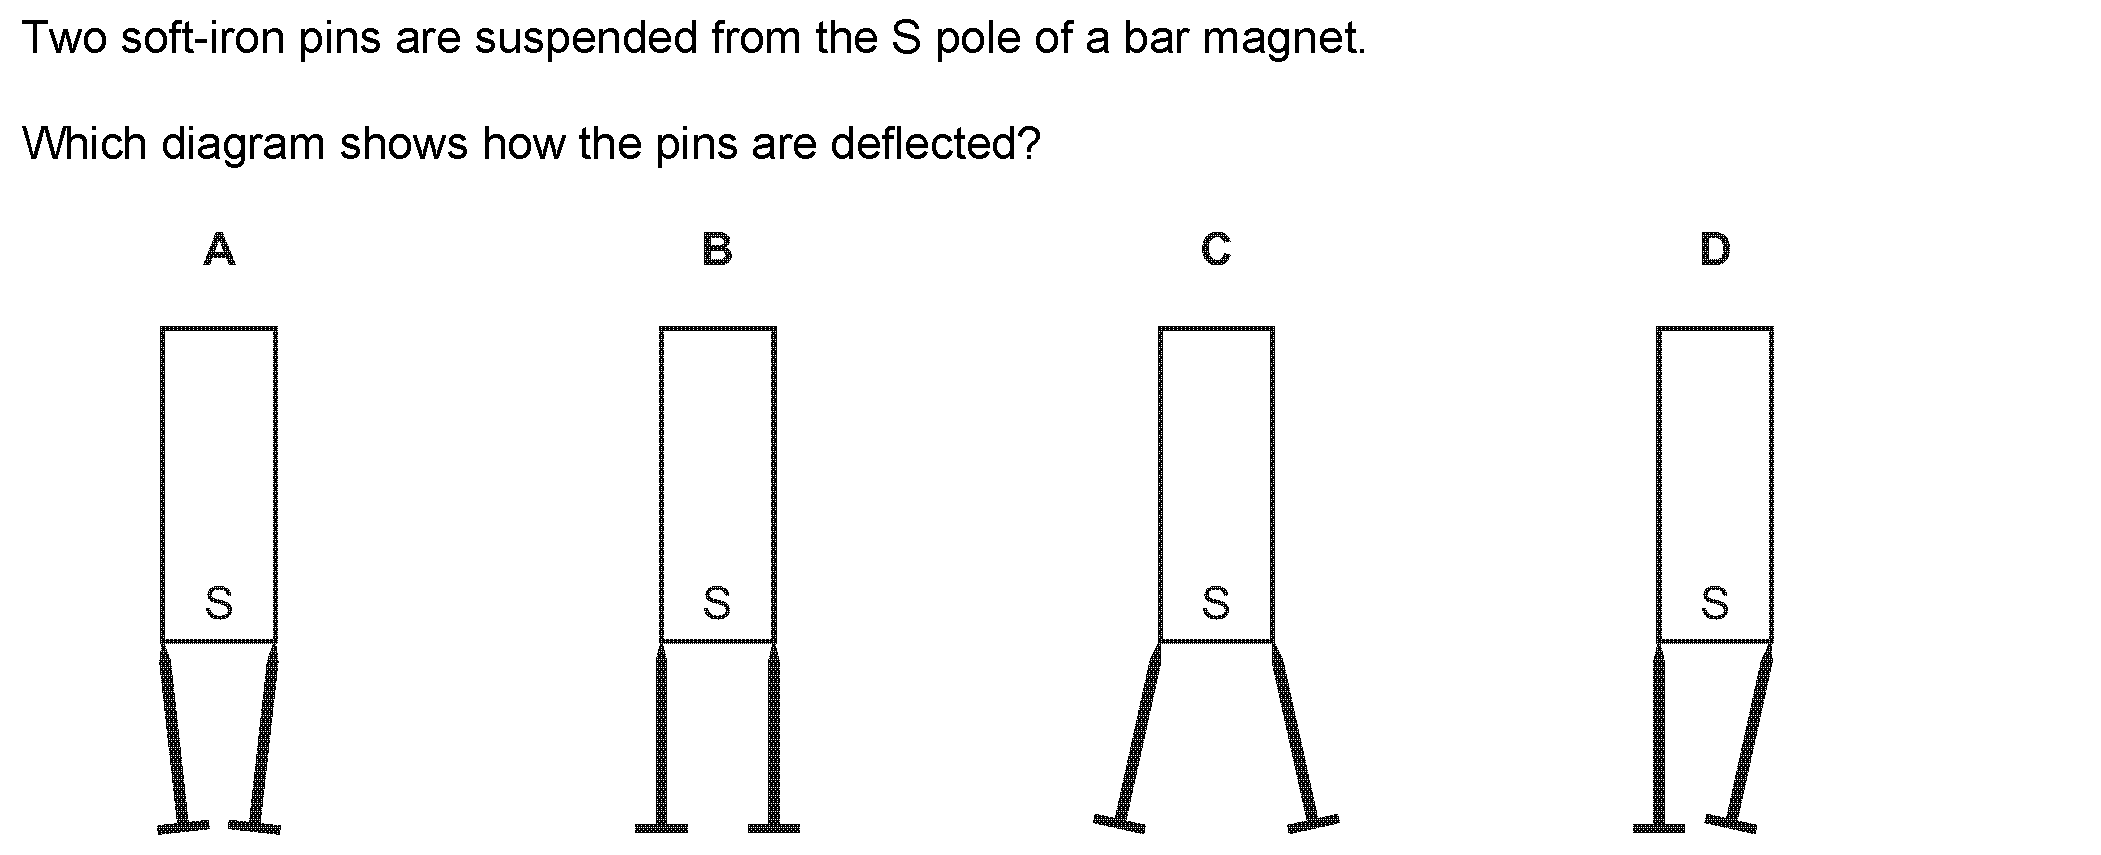 Two soft-iron pins are suspended from the S pole of a bar magnet.
Which diagram shows how the pins are deflected?
A B C D
S S S S